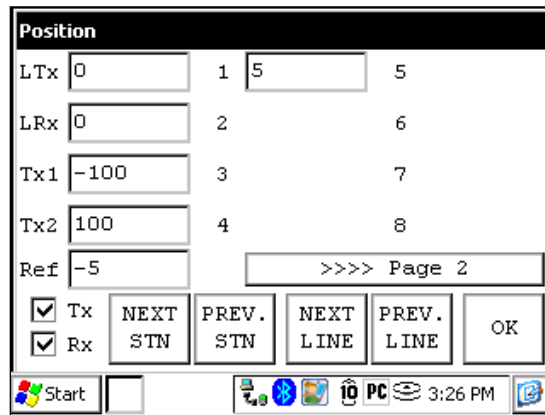 Position
LTx 0 1 5 5
LRx 0 2 6
Tx1 -100 3 7
Tx2 100 4 8
Ref -5 >>>> Page 2
Tx
Rx
NEXT STN
PREV. STN
NEXT LINE
PREV. LINE
OK
Start PC 3:26 PM